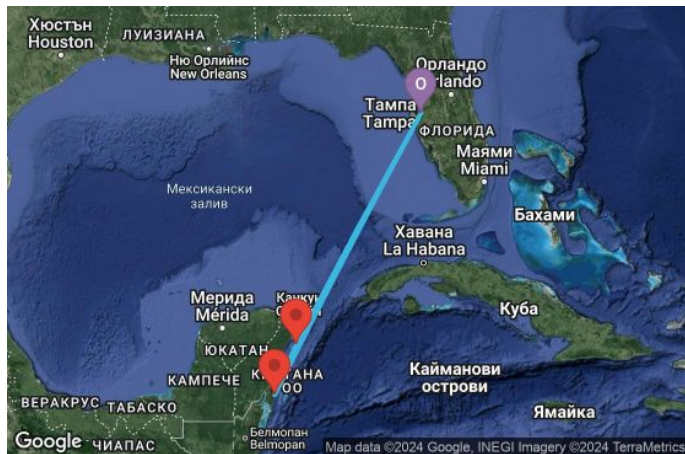 Хюстън
Houston
ЛУИЗИАНА
Ню Орлийнс
New Orleans
Орландо
Orlando
О
Тампа
Tampa
ФЛОРИДА
Маями
Miami
Мексикански
залив
Бахами
Хавана
La Habana
Мерида
Mérida
Куба
ЮКАТАН
КАМПЕЧЕ
ОО
Кайманови
острови
ВЕРАКРУС
ТАБАСКО
Ямайка
Белмопан
Belmopan
ЧИАПАС
Google
Map data ©2024 Google, INEGI Imagery ©2024 TerraMetrics